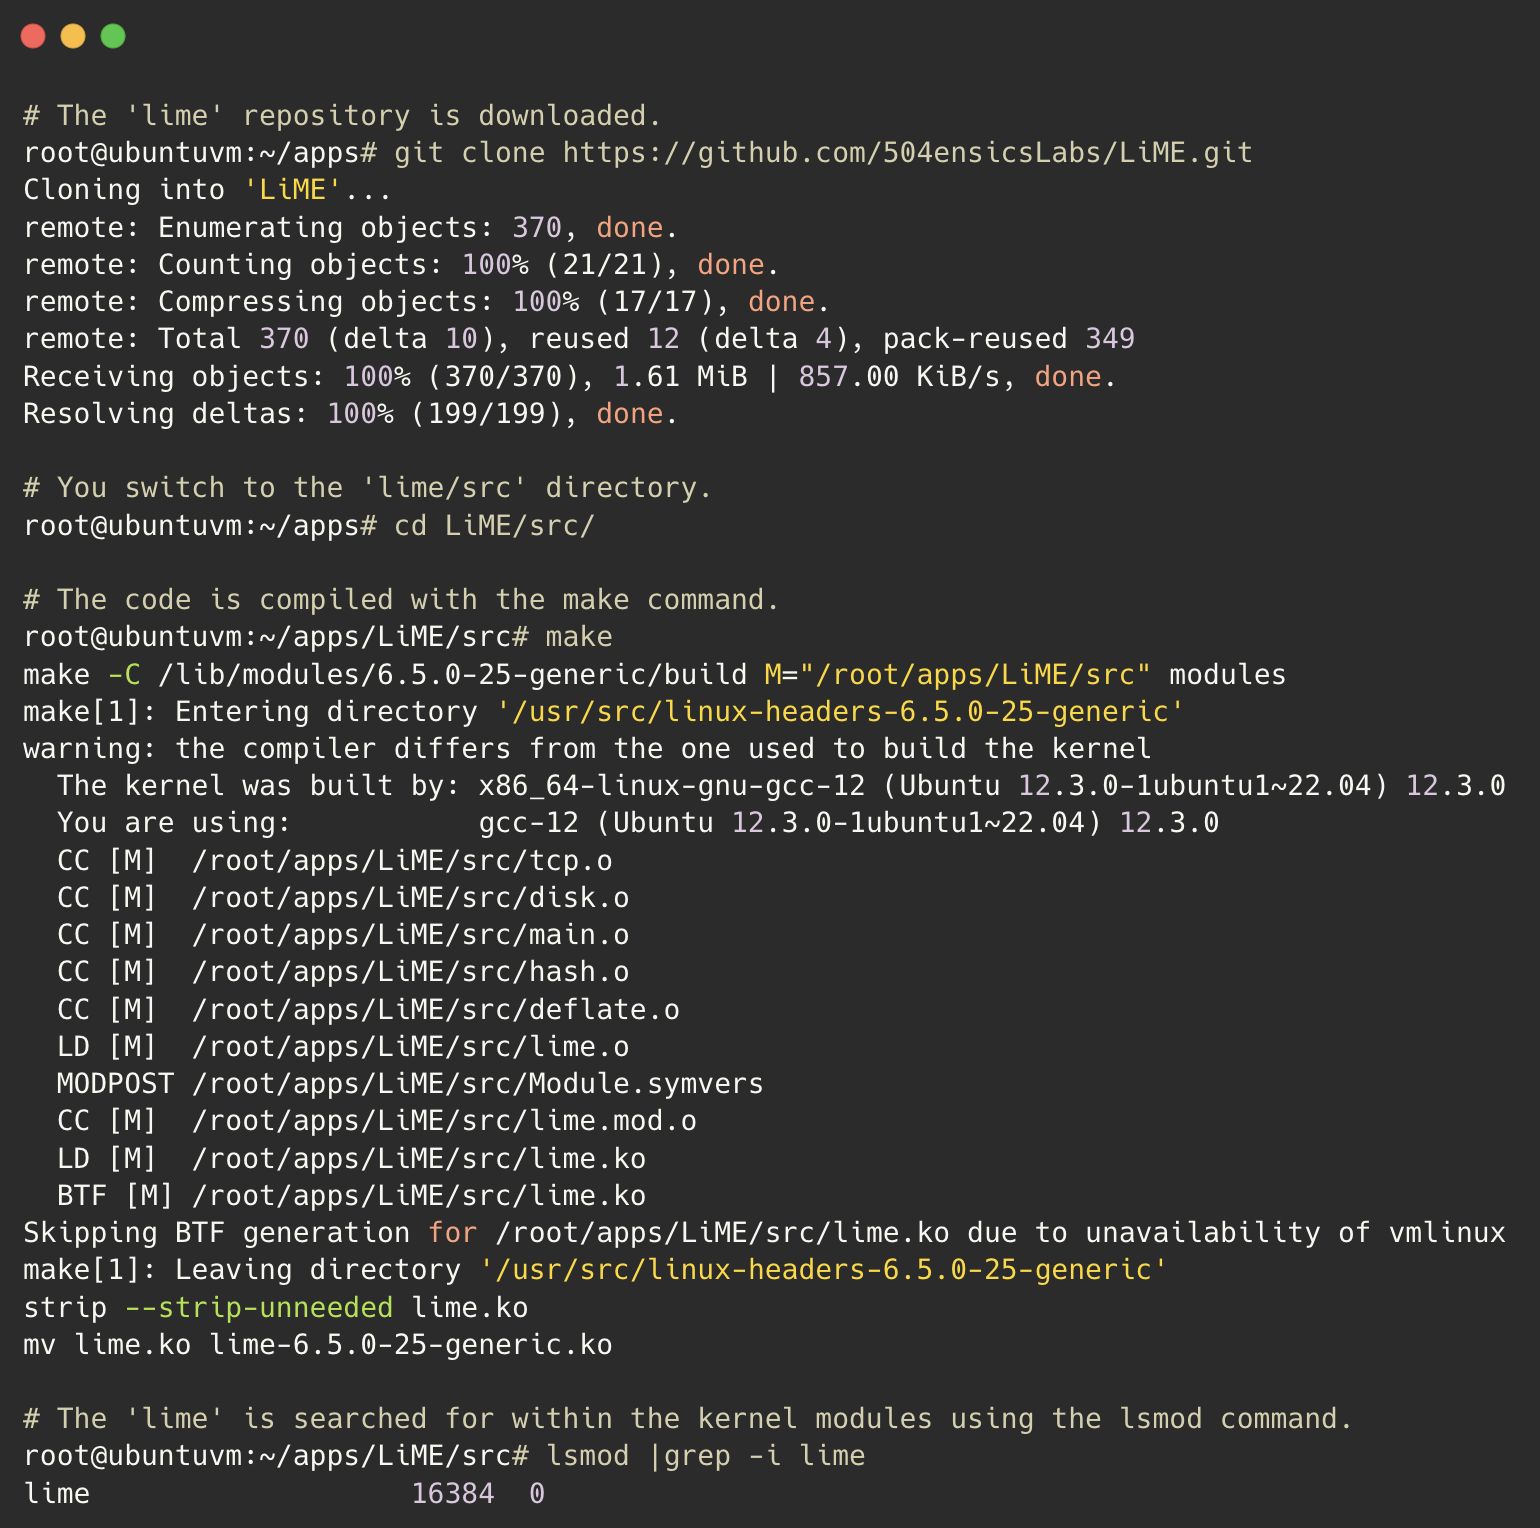 # The 'lime' repository is downloaded.
root@ubuntuvm:~/apps# git clone https://github.com/504ensicsLabs/LiME.git
Cloning into 'LiME'...
remote: Enumerating objects: 370, done.
remote: Counting objects: 100% (21/21), done.
remote: Compressing objects: 100% (17/17), done.
remote: Total 370 (delta 10), reused 12 (delta 4), pack-reused 349
Receiving objects: 100% (370/370), 1.61 MiB | 857.00 KiB/s, done.
Resolving deltas: 100% (199/199), done.

# You switch to the 'lime/src' directory.
root@ubuntuvm:~/apps# cd LiME/src/

# The code is compiled with the make command.
root@ubuntuvm:~/apps/LiME/src# make
make -C /lib/modules/6.5.0-25-generic/build M="/root/apps/LiME/src" modules
make[1]: Entering directory '/usr/src/linux-headers-6.5.0-25-generic'
warning: the compiler differs from the one used to build the kernel
  The kernel was built by: x86_64-linux-gnu-gcc-12 (Ubuntu 12.3.0-1ubuntu1~22.04) 12.3.0
  You are using:           gcc-12 (Ubuntu 12.3.0-1ubuntu1~22.04) 12.3.0
  CC [M]  /root/apps/LiME/src/tcp.o
  CC [M]  /root/apps/LiME/src/disk.o
  CC [M]  /root/apps/LiME/src/main.o
  CC [M]  /root/apps/LiME/src/hash.o
  CC [M]  /root/apps/LiME/src/deflate.o
  LD [M]  /root/apps/LiME/src/lime.o
  MODPOST /root/apps/LiME/src/Module.symvers
  CC [M]  /root/apps/LiME/src/lime.mod.o
  LD [M]  /root/apps/LiME/src/lime.ko
  BTF [M] /root/apps/LiME/src/lime.ko
Skipping BTF generation for /root/apps/LiME/src/lime.ko due to unavailability of vmlinux
make[1]: Leaving directory '/usr/src/linux-headers-6.5.0-25-generic'
strip --strip-unneeded lime.ko
mv lime.ko lime-6.5.0-25-generic.ko

# The 'lime' is searched for within the kernel modules using the lsmod command.
root@ubuntuvm:~/apps/LiME/src# lsmod |grep -i lime
lime                   16384  0